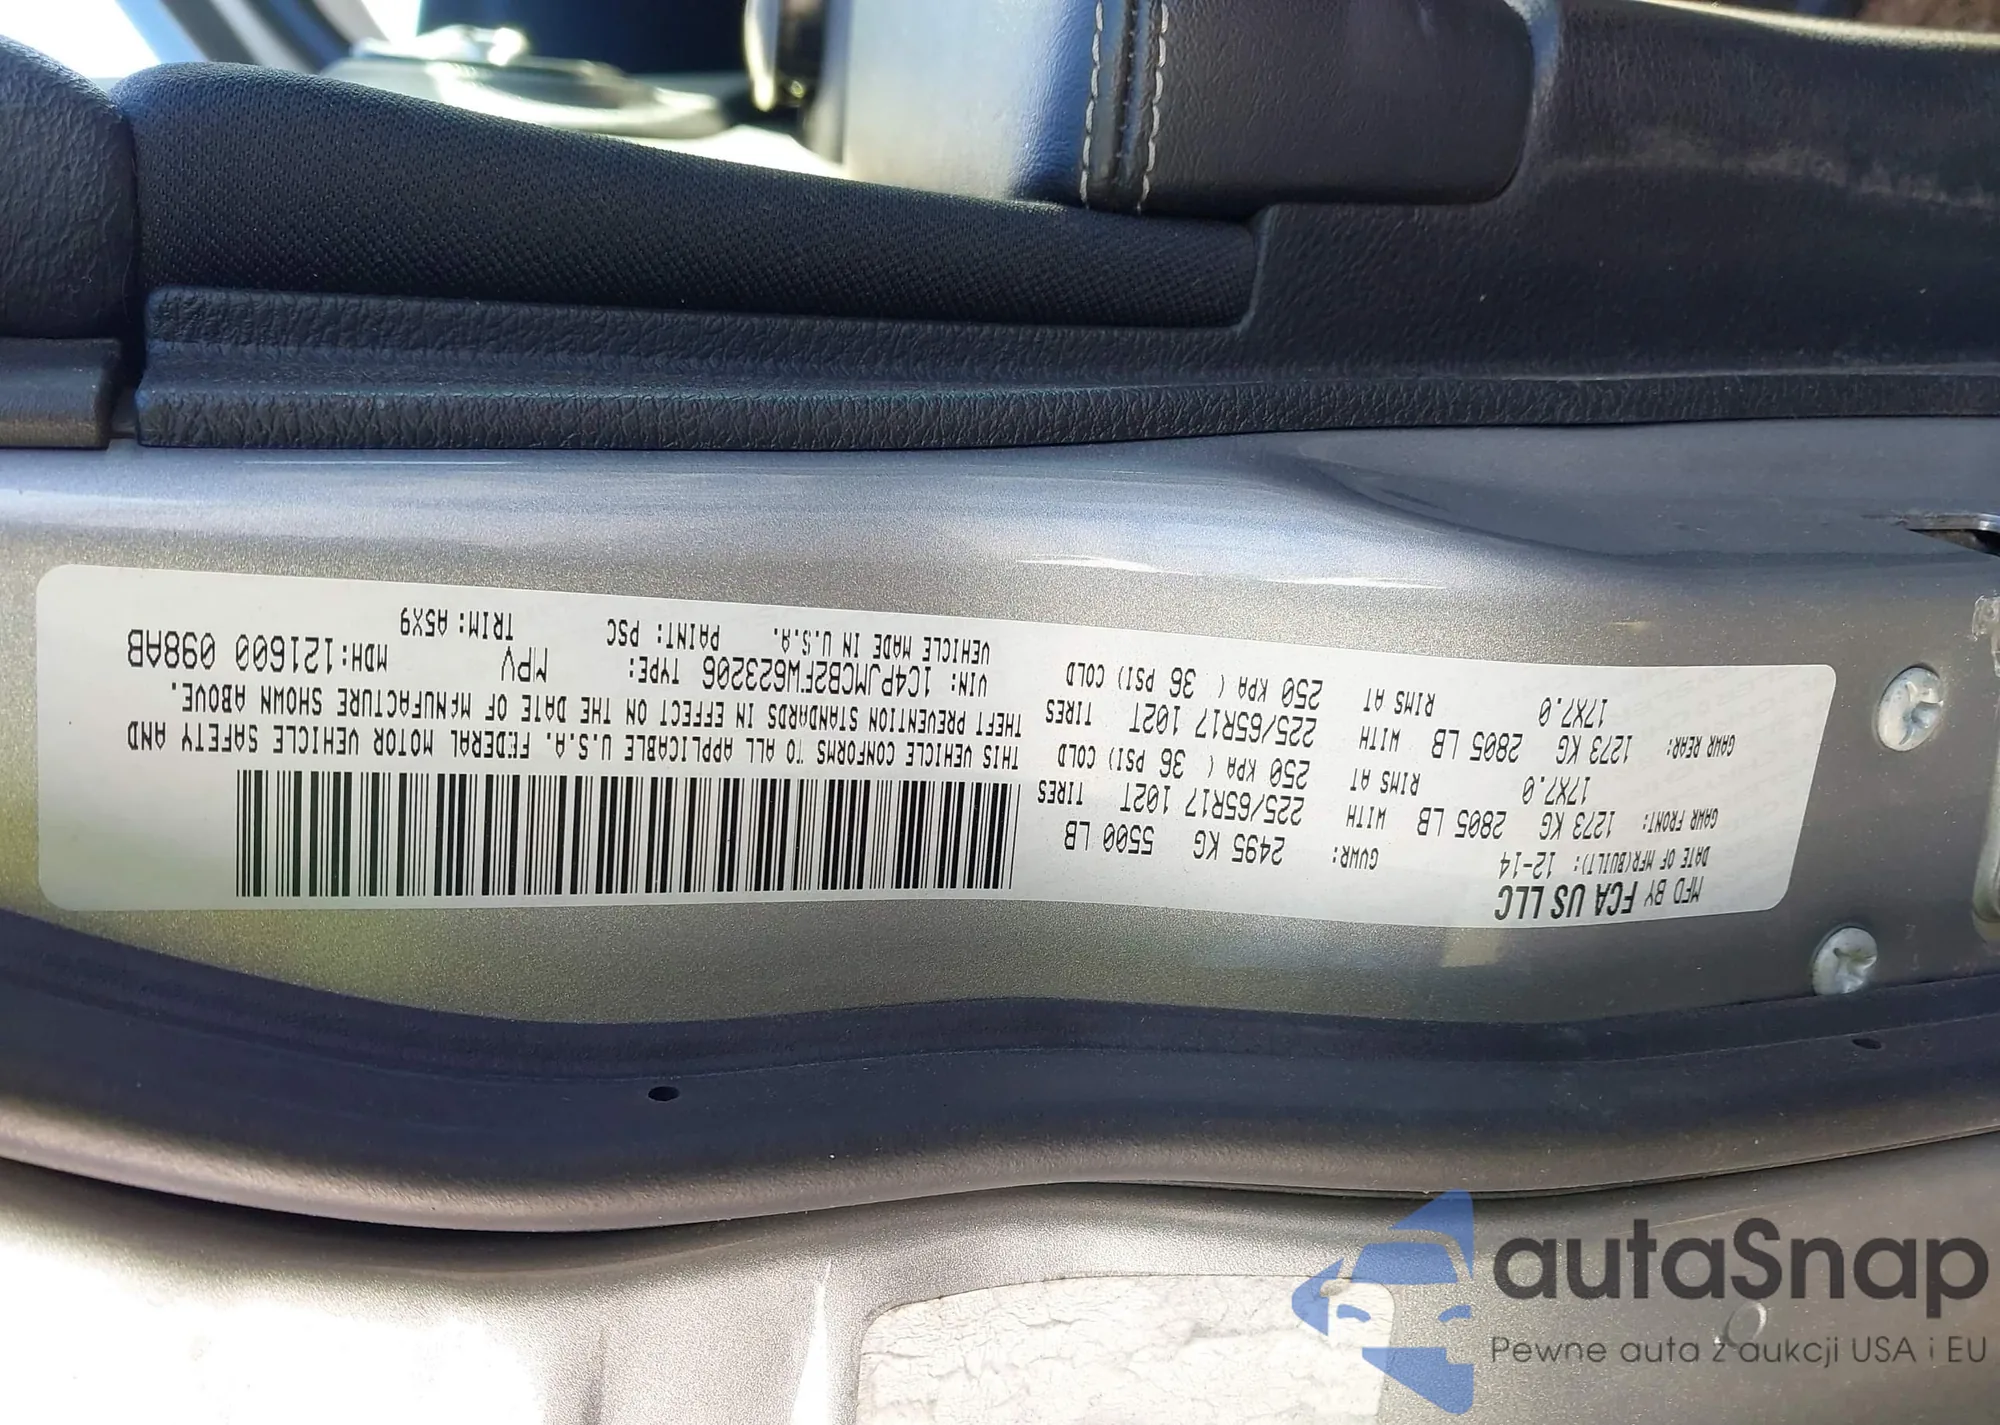 MFD BY FCA US LLC
DATE OF MFR(BUILT): 12-14
GVWR: 2495 KG 5500 LB
GAWR FRONT: 1273 KG 2805 LB WITH 225/65R17 102T TIRES
17X7.0 RIMS AT 250 KPA ( 36 PSI) COLD
GAWR REAR: 1273 KG 2805 LB WITH 225/65R17 102T TIRES
17X7.0 RIMS AT 250 KPA ( 36 PSI) COLD
THIS VEHICLE CONFORMS TO ALL APPLICABLE U.S.A. FEDERAL MOTOR VEHICLE SAFETY AND
THEFT PREVENTION STANDARDS IN EFFECT ON THE DATE OF MANUFACTURE SHOWN ABOVE.
VIN: 1C4PJMCB2FW623206 TYPE: MPV MDH:121600 098AB
VEHICLE MADE IN U.S.A. PAINT: PSC TRIM: A5X9
autaSnap
Pewne auta z aukcji USA i EU